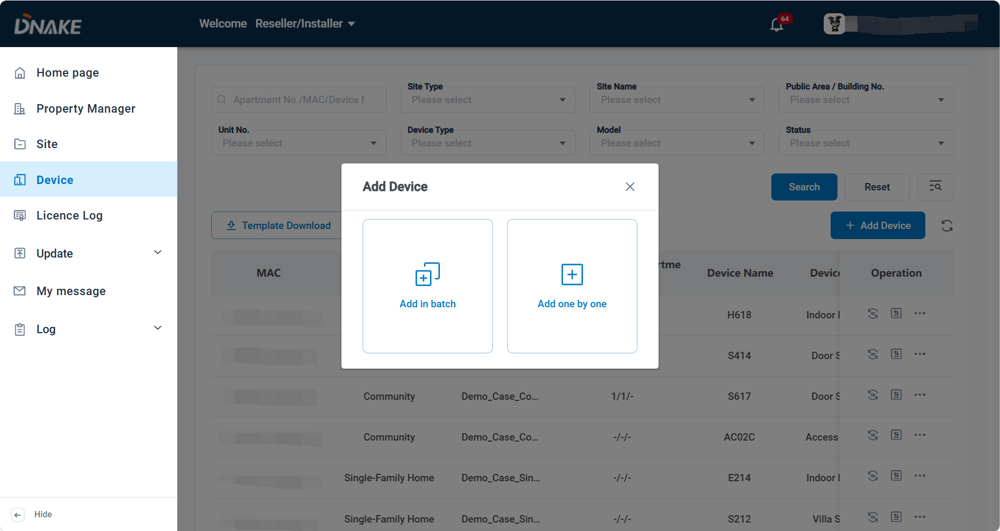 DNAKE
Welcome Reseller/Installer
64
Home page
Property Manager
Site
Device
Licence Log
Update
My message
Log
Hide
Apartment No./MAC/Device
Site Type
Please select
Site Name
Please select
Public Area / Building No.
Please select
Unit No.
Please select
Device Type
Please select
Model
Please select
Status
Please select
Search
Reset
Template Download
+ Add Device
MAC
rtme
Device Name
Device
Operation
H618
Indoor
S414
Door S
Community
Demo_Case_Co...
1/1/-
S617
Door S
Community
Demo_Case_Co...
-/-/-
AC02C
Access
Single-Family Home
Demo_Case_Sin...
-/-/-
E214
Indoor
Single-Family Home
Demo_Case_Sin...
-/-/-
S212
Villa S
Add Device
Add in batch
Add one by one